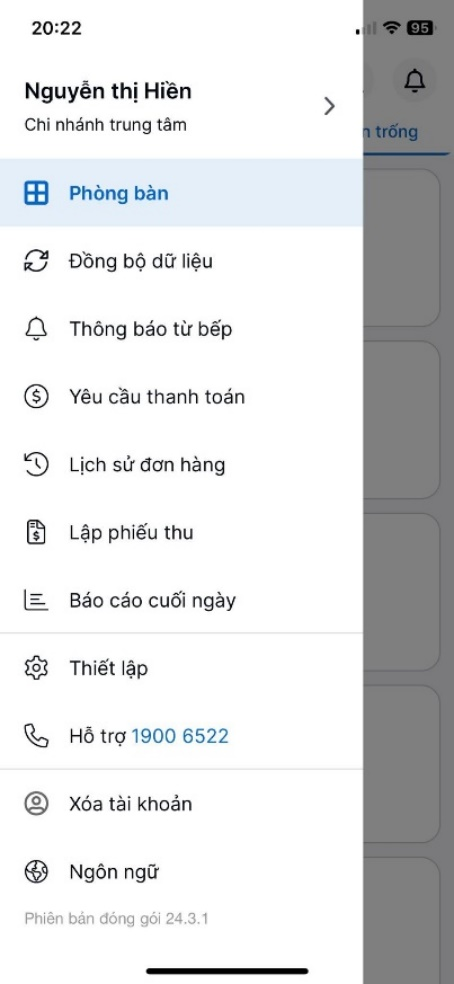 20:22
95
Nguyễn thị Hiền
Chi nhánh trung tâm
trống
Phòng bàn
Đồng bộ dữ liệu
Thông báo từ bếp
Yêu cầu thanh toán
Lịch sử đơn hàng
Lập phiếu thu
Báo cáo cuối ngày
Thiết lập
Hỗ trợ 1900 6522
Xóa tài khoản
Ngôn ngữ
Phiên bản đóng gói 24.3.1